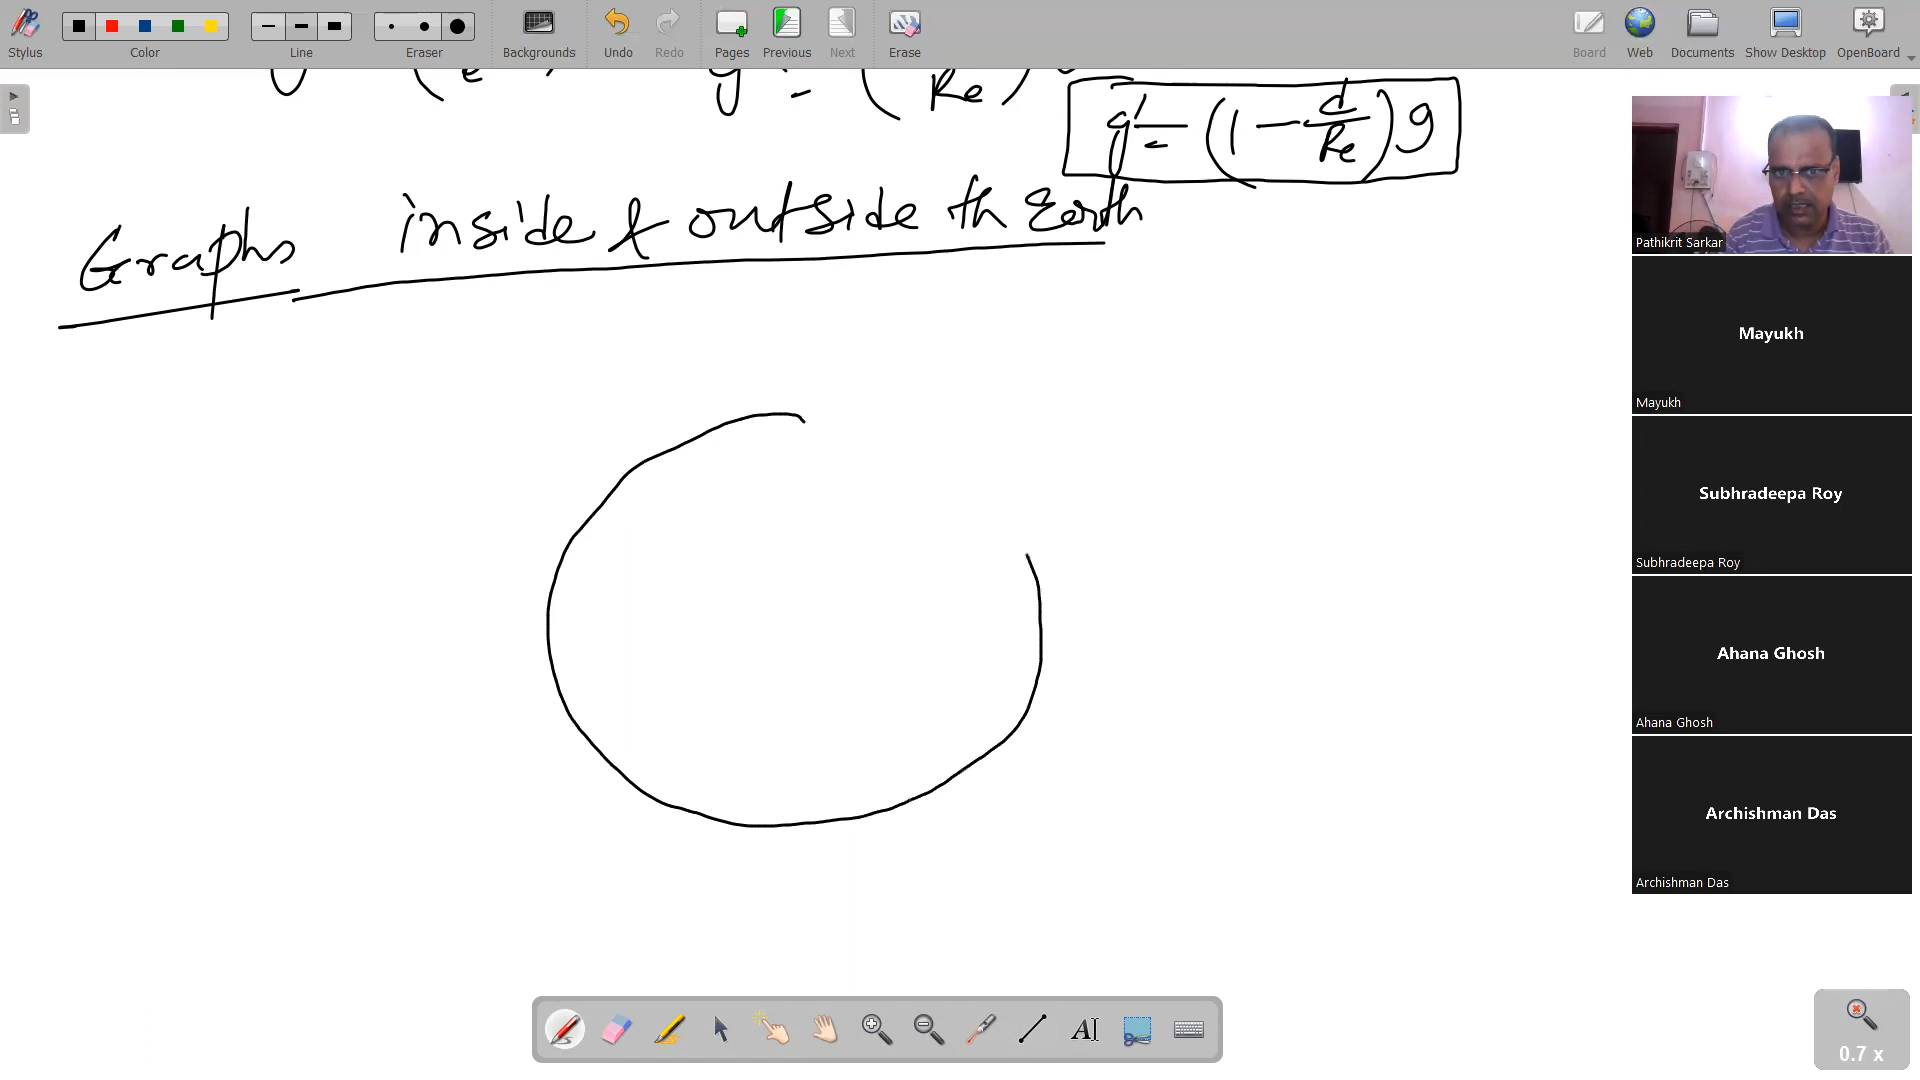 Stylus Color Line Eraser Backgrounds Undo Redo Pages Previous Next Erase Board Web Documents Show Desktop OpenBoard
g' = (1 - d/Re) g
Graphs inside & outside th Earth
Pathikrit Sarkar
Mayukh
Mayukh
Subhradeepa Roy
Subhradeepa Roy
Ahana Ghosh
Ahana Ghosh
Archishman Das
Archishman Das
0.7 x